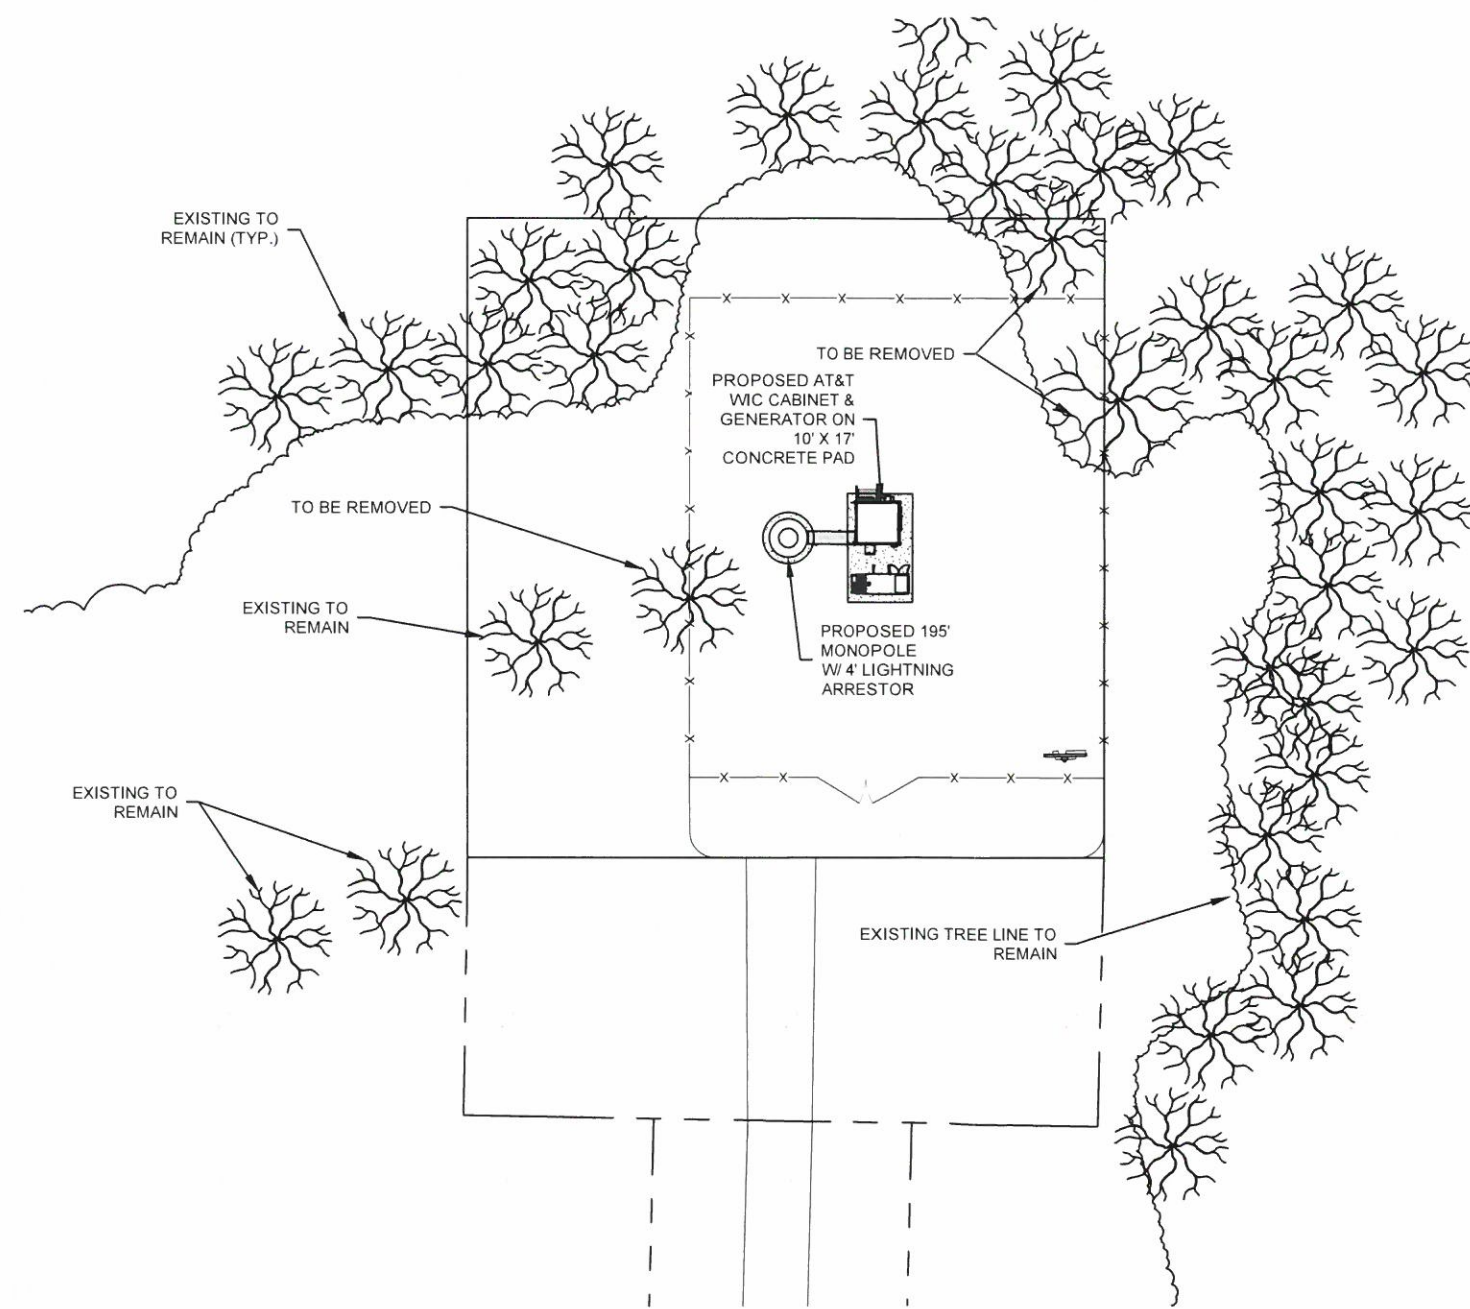 EXISTING TO
REMAIN (TYP.)
TO BE REMOVED
PROPOSED AT&T
WIC CABINET &
GENERATOR ON
10' X 17'
CONCRETE PAD
TO BE REMOVED
EXISTING TO
REMAIN
PROPOSED 195'
MONOPOLE
W/ 4' LIGHTNING
ARRESTOR
EXISTING TO
REMAIN
EXISTING TREE LINE TO
REMAIN